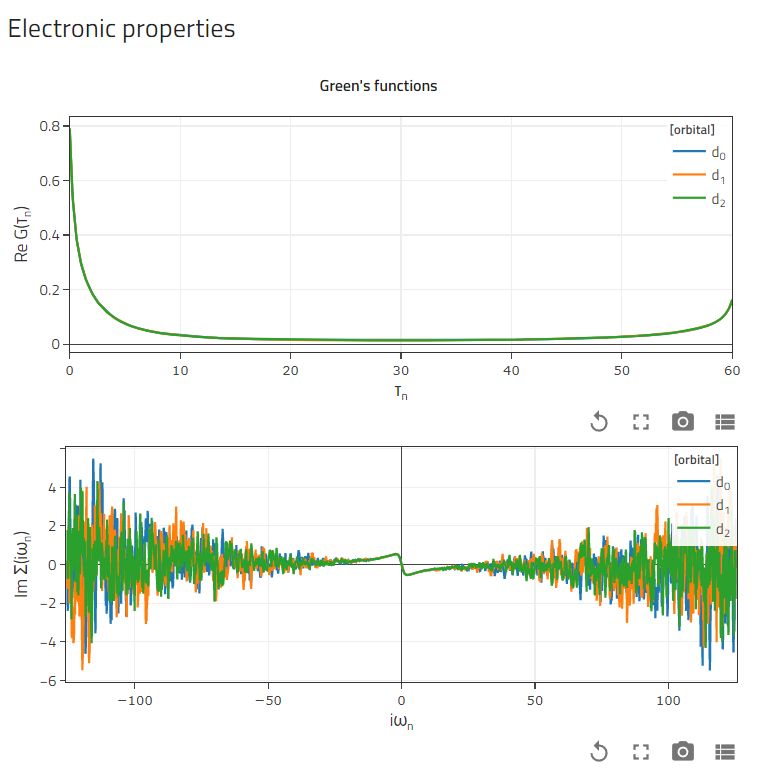 Electronic properties
Green's functions
[orbital]
d₀
d₁
d₂
Re G(τₙ)
0.8
0.6
0.4
0.2
0
0 10 20 30 40 50 60
τₙ
[orbital]
d₀
d₁
d₂
Im Σ(iωₙ)
4
2
0
−2
−4
−6
−100 −50 0 50 100
iωₙ